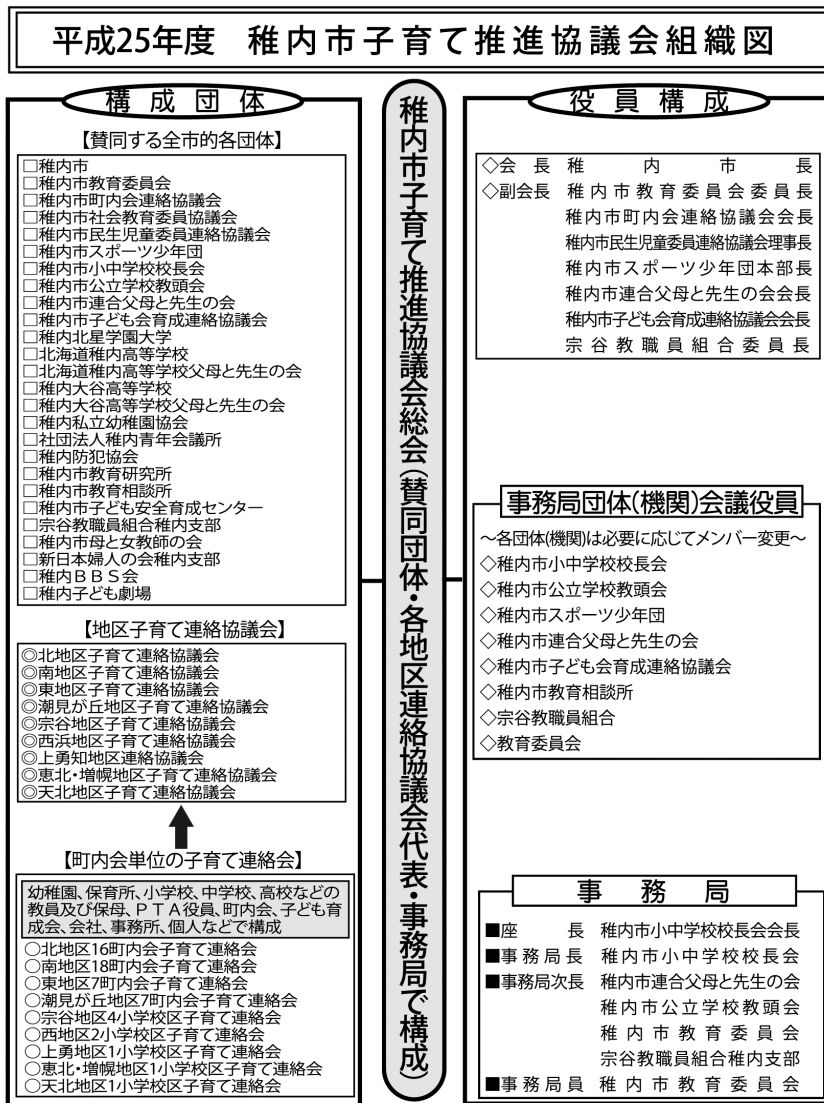 平成25年度 稚内市子育て推進協議会組織図
構成団体
【賛同する全市的各団体】
□稚内市
□稚内市教育委員会
□稚内市町内会連絡協議会
□稚内市社会教育委員協議会
□稚内市民生児童委員連絡協議会
□稚内市スポーツ少年団
□稚内市小中学校校長会
□稚内市公立学校教頭会
□稚内市連合父母と先生の会
□稚内市子ども会育成連絡協議会
□稚内北星学園大学
□北海道稚内高等学校
□北海道稚内高等学校父母と先生の会
□稚内大谷高等学校
□稚内大谷高等学校父母と先生の会
□稚内私立幼稚園協会
□社団法人稚内青年会議所
□稚内防犯協会
□稚内市教育研究所
□稚内市教育相談所
□稚内市子ども安全育成センター
□宗谷教職員組合稚内支部
□稚内市母と女教師の会
□新日本婦人の会稚内支部
□稚内BBS会
□稚内子ども劇場
【地区子育て連絡協議会】
◎北地区子育て連絡協議会
◎南地区子育て連絡協議会
◎東地区子育て連絡協議会
◎潮見が丘地区子育て連絡協議会
◎宗谷地区子育て連絡協議会
◎西浜地区子育て連絡協議会
◎上勇知地区連絡協議会
◎恵北・増幌地区子育て連絡協議会
◎天北地区子育て連絡協議会
【町内会単位の子育て連絡会】
幼稚園、保育所、小学校、中学校、高校などの
教員及び保母、PTA役員、町内会、子ども育
成会、会社、事務所、個人などで構成
○北地区16町内会子育て連絡会
○南地区18町内会子育て連絡会
○東地区7町内会子育て連絡会
○潮見が丘地区7町内会子育て連絡会
○宗谷地区4小学校区子育て連絡会
○西地区2小学校区子育て連絡会
○上勇地区1小学校区子育て連絡会
○恵北・増幌地区1小学校区子育て連絡会
○天北地区1小学校区子育て連絡会
稚内市子育て推進協議会総会(賛同団体・各地区連絡協議会代表・事務局で構成)
役員構成
◇会長 稚内市長
◇副会長 稚内市教育委員会委員長
稚内市町内会連絡協議会会長
稚内市民生児童委員連絡協議会理事長
稚内市スポーツ少年団本部長
稚内市連合父母と先生の会会長
稚内市子ども会育成連絡協議会会長
宗谷教職員組合委員長
事務局団体(機関)会議役員
～各団体(機関)は必要に応じてメンバー変更～
◇稚内市小中学校校長会
◇稚内市公立学校教頭会
◇稚内市スポーツ少年団
◇稚内市連合父母と先生の会
◇稚内市子ども会育成連絡協議会
◇稚内市教育相談所
◇宗谷教職員組合
◇教育委員会
事務局
■座長 稚内市小中学校校長会会長
■事務局長 稚内市小中学校校長会
■事務局次長 稚内市連合父母と先生の会
稚内市公立学校教頭会
稚内市教育委員会
宗谷教職員組合稚内支部
■事務局員 稚内市教育委員会